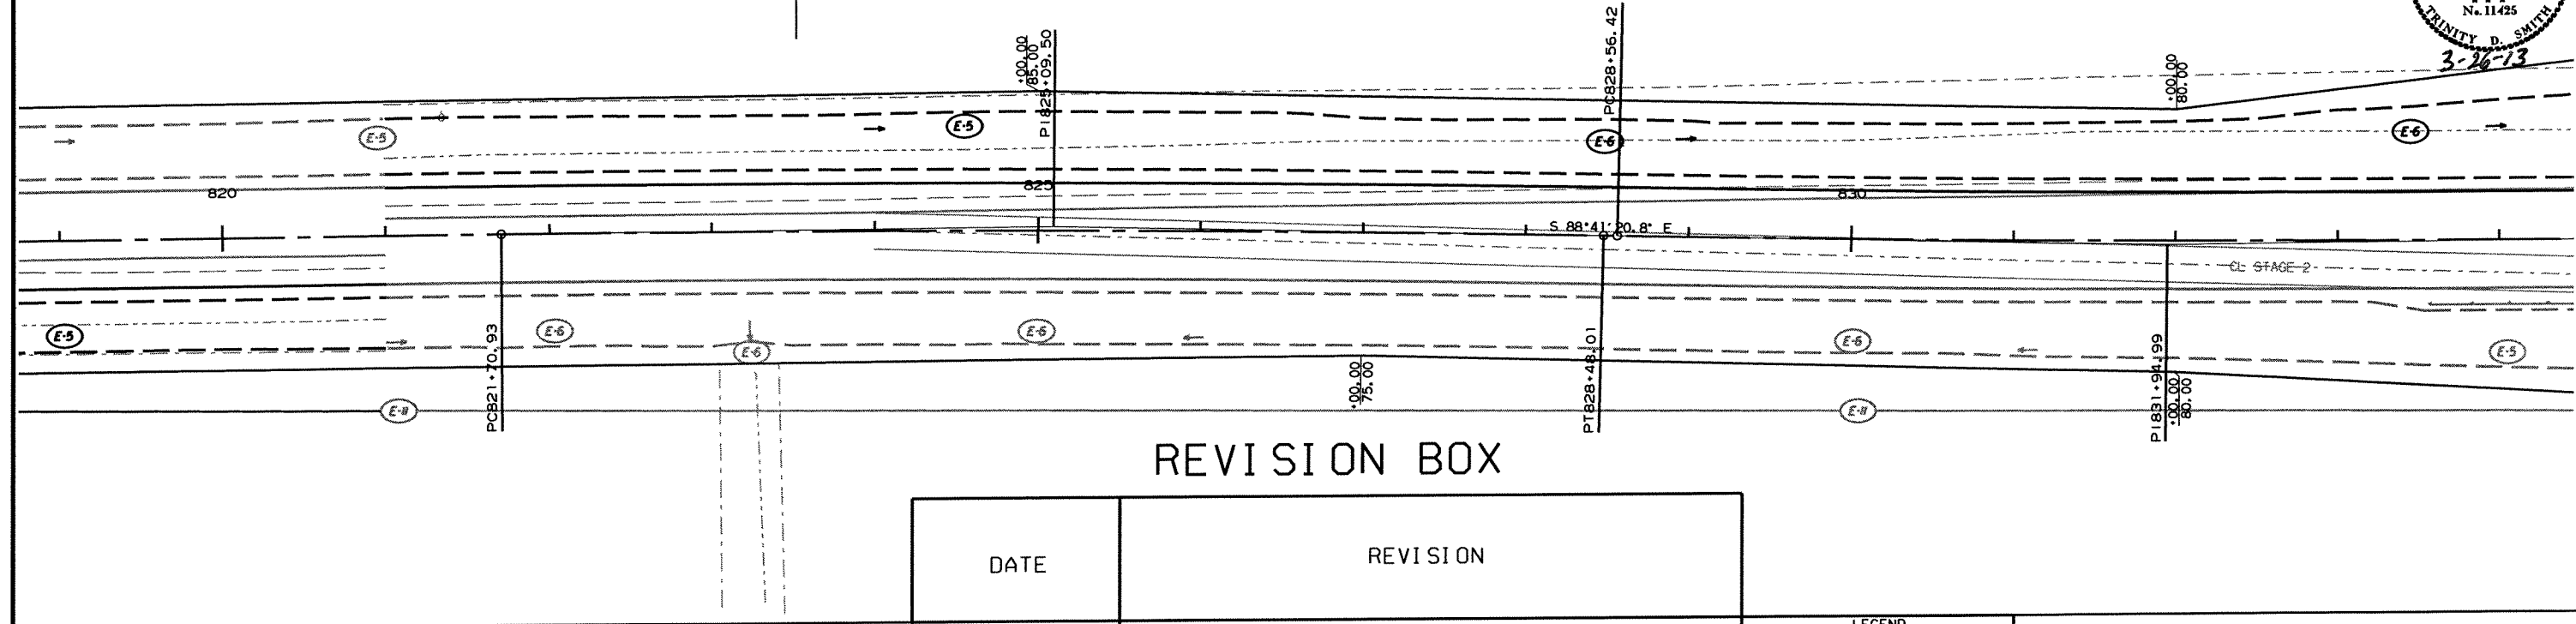 No. 11425
TRINITY D. SMITH
3-26-13
+00.00
85.00
PI825+09.50
PC828+56.42
+00.00
80.00
E-5
E-5
E-6
E-6
820
825
830
S 88°41'20.8" E
CL STAGE 2
E-5
E-6
E-6
E-6
E-6
E-5
PC821+70.93
+00.00
75.00
PT828+48.01
PI831+94.99
+00.00
80.00
E-11
E-11
REVISION BOX
DATE
REVISION
LEGEND